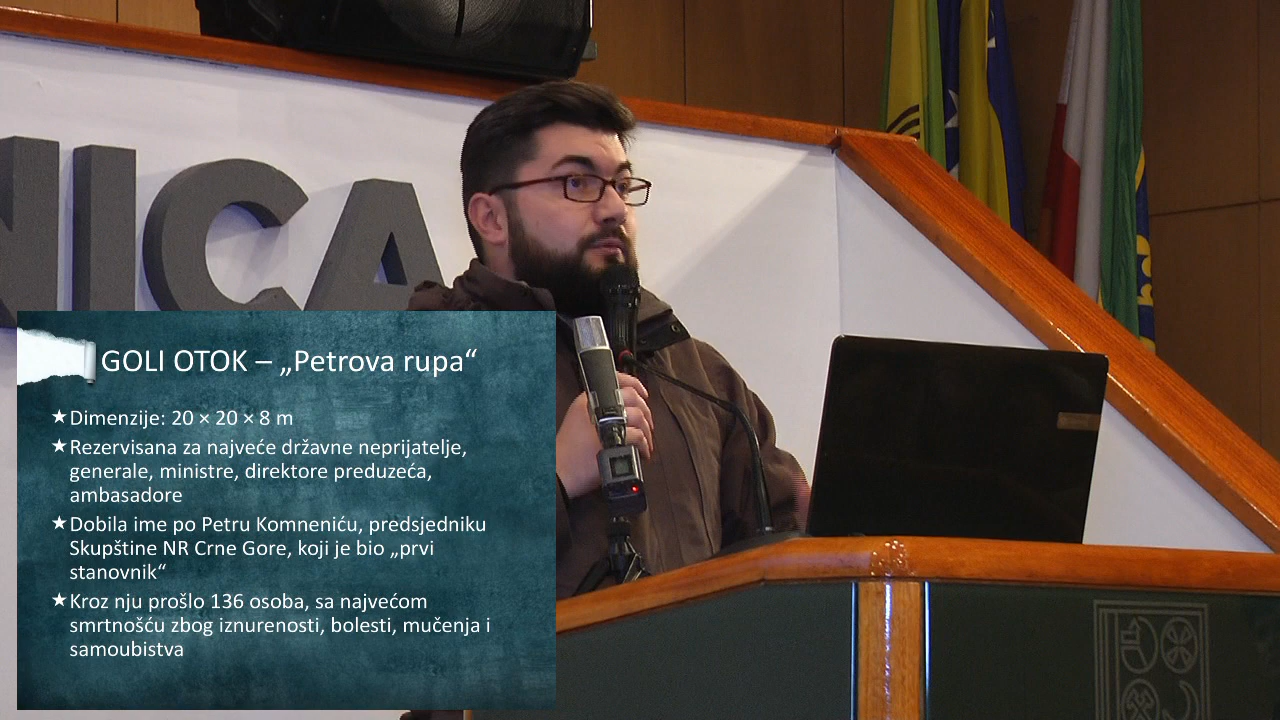 NICA
GOLI OTOK – „Petrova rupa“
★Dimenzije: 20 × 20 × 8 m
★Rezervisana za najveće državne neprijatelje,
generale, ministre, direktore preduzeća,
ambasadore
★Dobila ime po Petru Komneniću, predsjedniku
Skupštine NR Crne Gore, koji je bio „prvi
stanovnik“
★Kroz nju prošlo 136 osoba, sa najvećom
smrtnošću zbog iznurenosti, bolesti, mučenja i
samoubistva